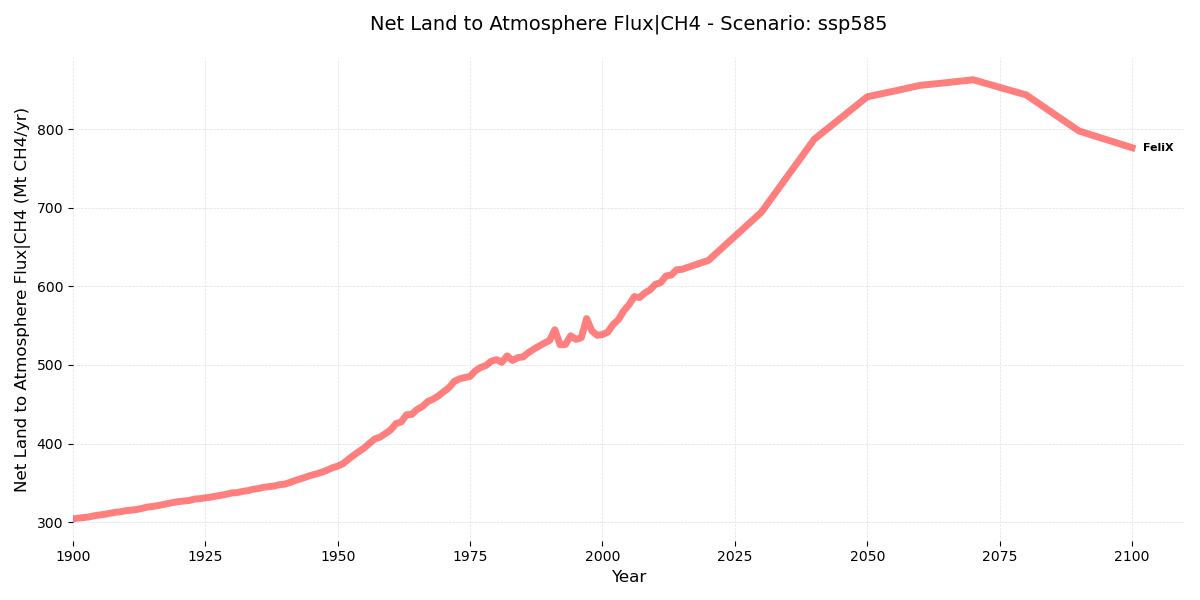 Net Land to Atmosphere Flux|CH4 - Scenario: ssp585
Net Land to Atmosphere Flux|CH4 (Mt CH4/yr)
800
700
600
500
400
300
FeliX
1900 1925 1950 1975 2000 2025 2050 2075 2100
Year